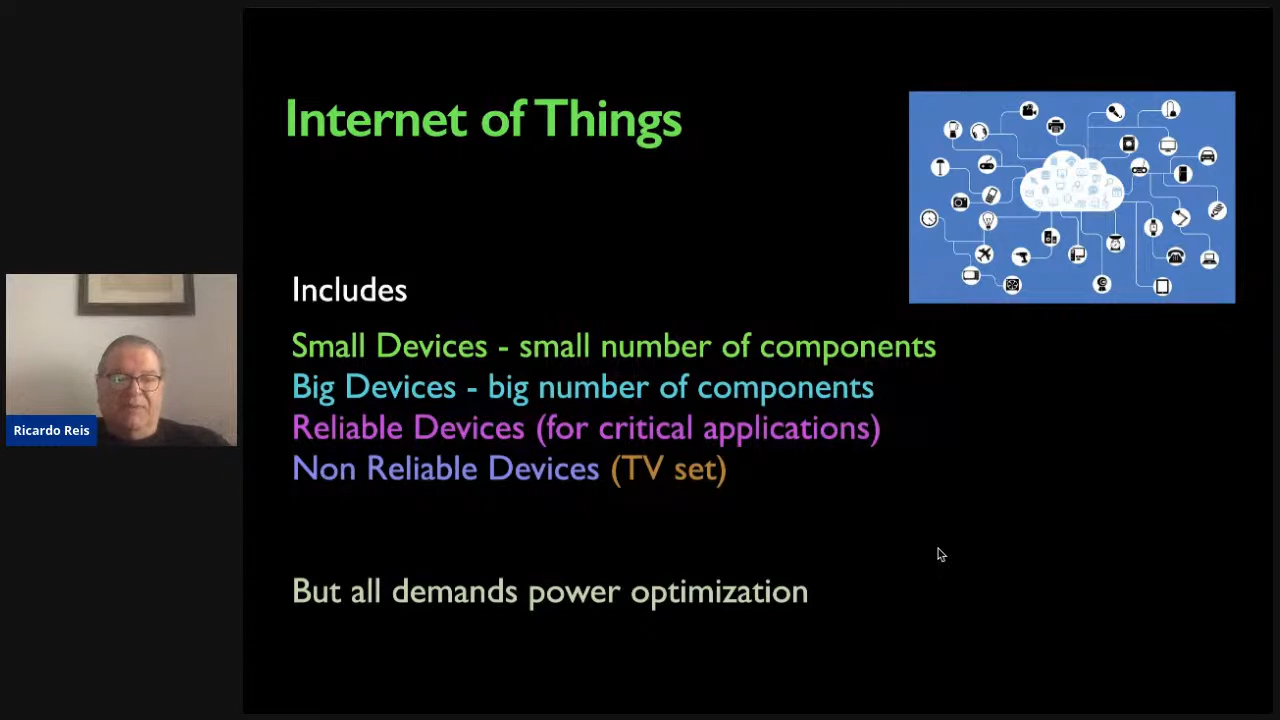 Internet of Things
Includes
Small Devices - small number of components
Big Devices - big number of components
Reliable Devices (for critical applications)
Non Reliable Devices (TV set)
But all demands power optimization
Ricardo Reis